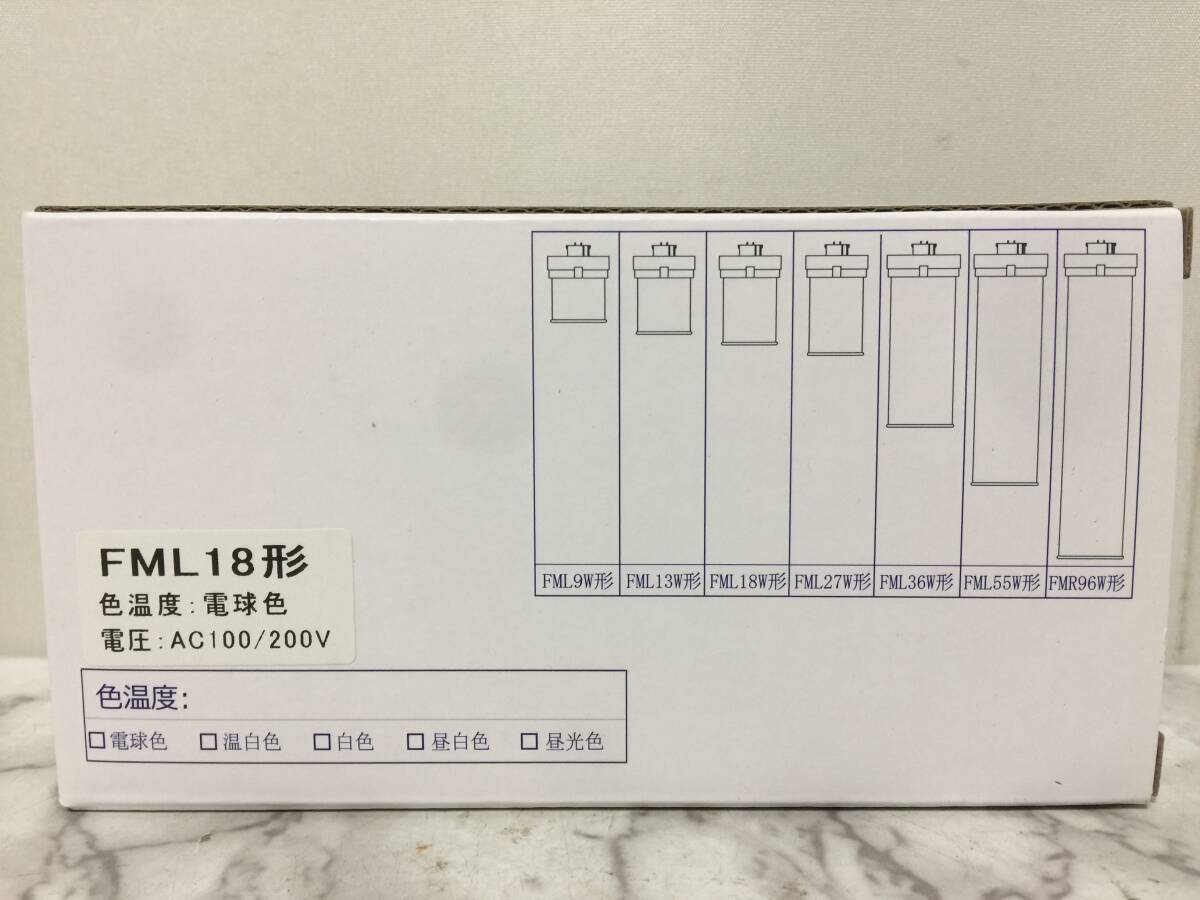 FML9W形 FML13W形 FML18W形 FML27W形 FML36W形 FML55W形 FMR96W形
FML18形
色温度:電球色
電圧:AC100/200V
色温度:
□電球色 □温白色 □白色 □昼白色 □昼光色